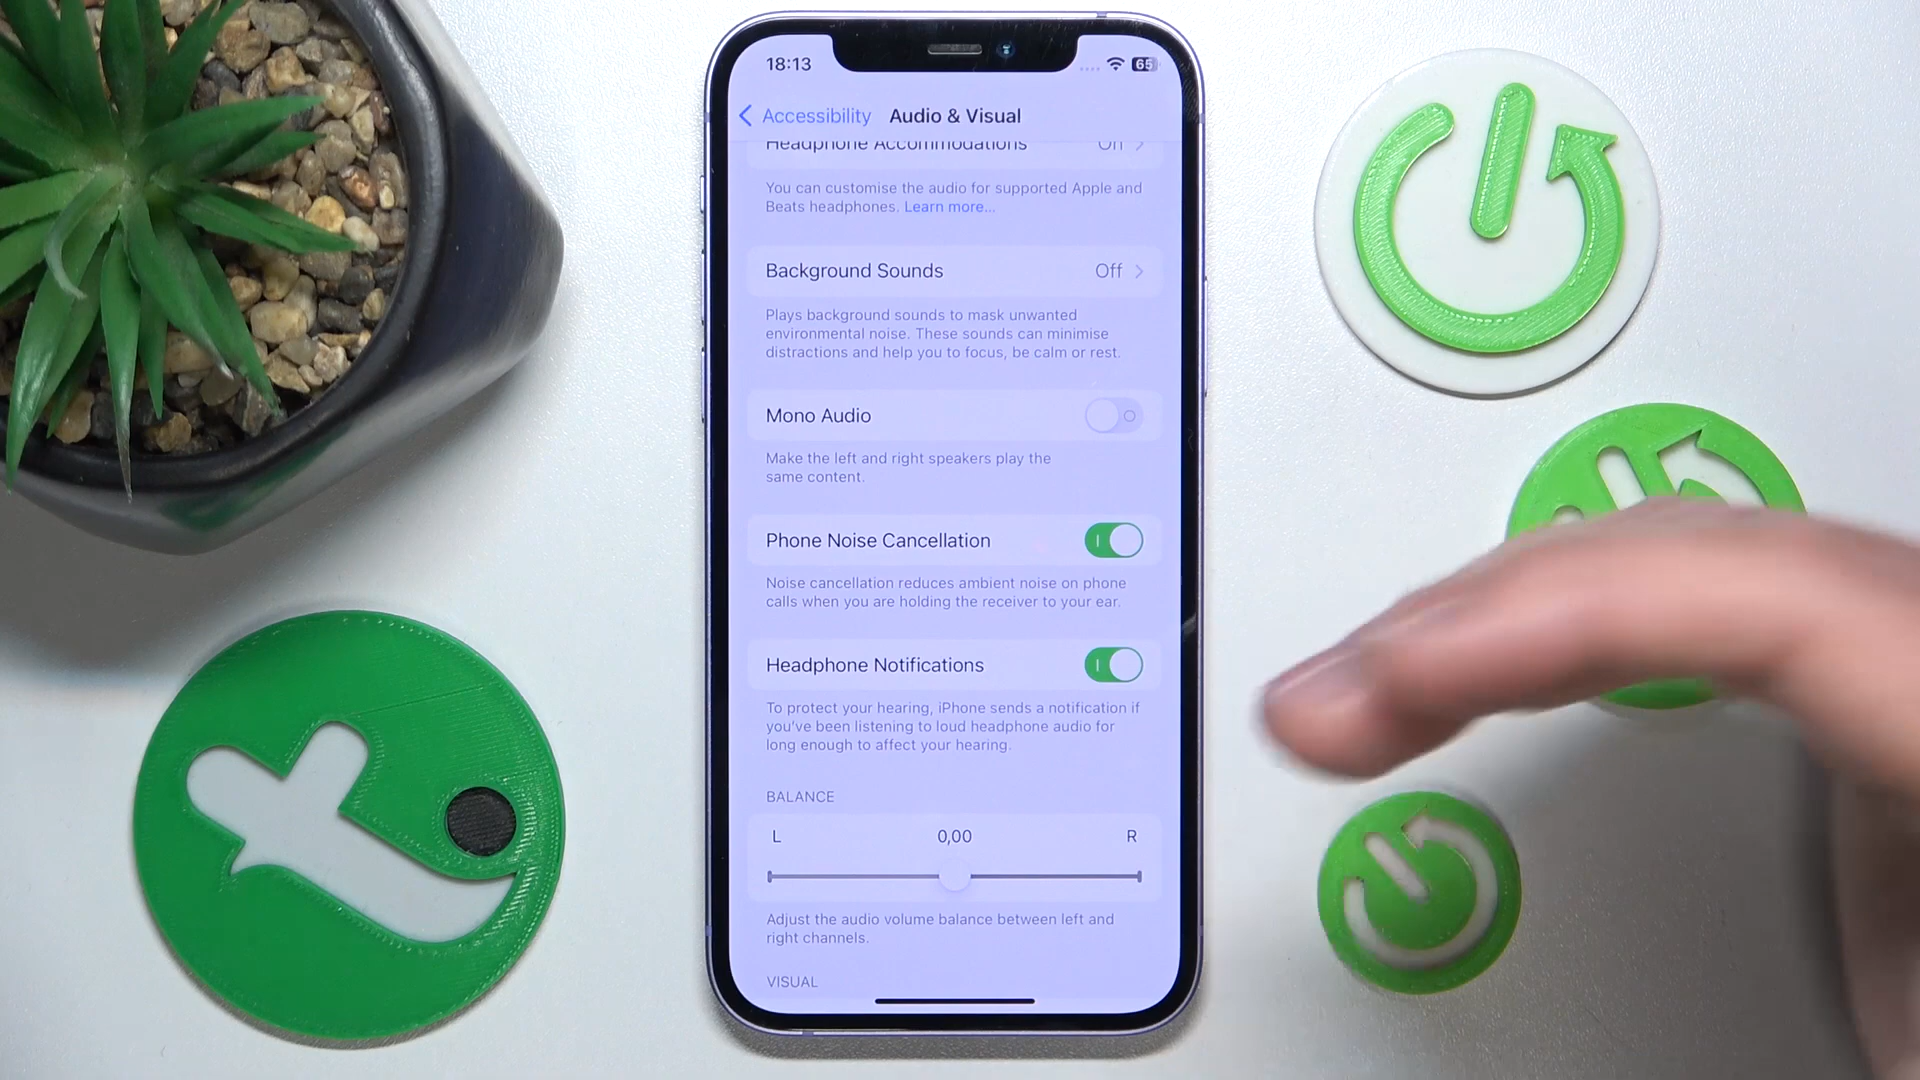 18:13
65
Accessibility
Audio & Visual
Headphone Accommodations
Off
You can customise the audio for supported Apple and
Beats headphones. Learn more...
Background Sounds
Off
Plays background sounds to mask unwanted
environmental noise. These sounds can minimise
distractions and help you to focus, be calm or rest.
Mono Audio
Make the left and right speakers play the
same content.
Phone Noise Cancellation
Noise cancellation reduces ambient noise on phone
calls when you are holding the receiver to your ear.
Headphone Notifications
To protect your hearing, iPhone sends a notification if
you've been listening to loud headphone audio for
long enough to affect your hearing.
BALANCE
L
0,00
R
Adjust the audio volume balance between left and
right channels.
VISUAL